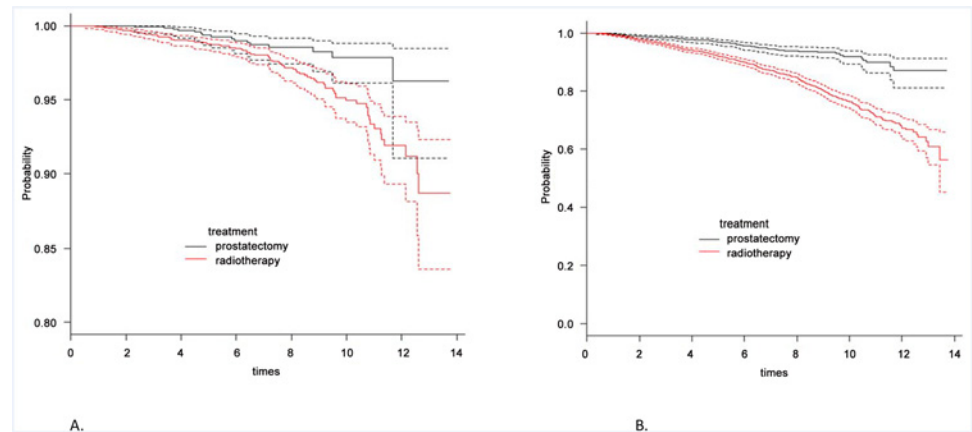 1.00
0.95
0.90
0.85
0.80
Probability
treatment
prostatectomy
radiotherapy
0 2 4 6 8 10 12 14
times
A.
1.0
0.8
0.6
0.4
0.2
0.0
Probability
treatment
prostatectomy
radiotherapy
0 2 4 6 8 10 12 14
times
B.